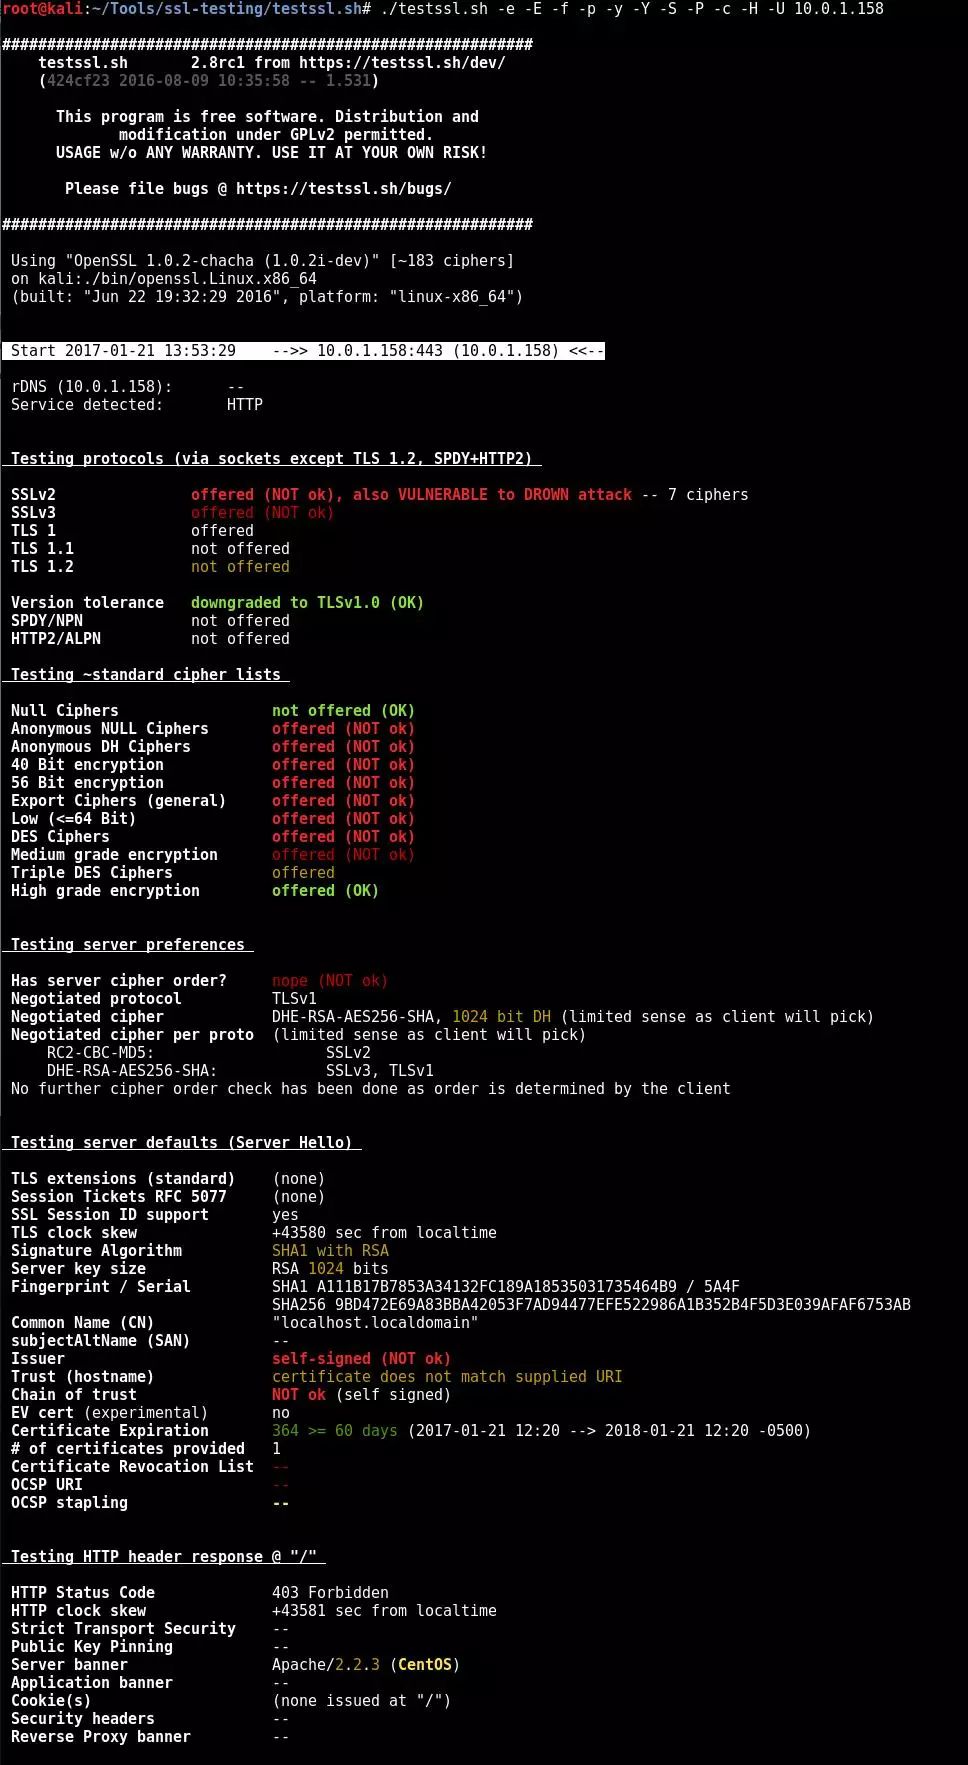 root@kali:~/Tools/ssl-testing/testssl.sh# ./testssl.sh -e -E -f -p -y -Y -S -P -c -H -U 10.0.1.158
###########################################################
testssl.sh 2.8rc1 from https://testssl.sh/dev/
(424cf23 2016-08-09 10:35:58 -- 1.531)
This program is free software. Distribution and
modification under GPLv2 permitted.
USAGE w/o ANY WARRANTY. USE IT AT YOUR OWN RISK!
Please file bugs @ https://testssl.sh/bugs/
###########################################################
Using "OpenSSL 1.0.2-chacha (1.0.2i-dev)" [~183 ciphers]
on kali:./bin/openssl.Linux.x86_64
(built: "Jun 22 19:32:29 2016", platform: "linux-x86_64")
Start 2017-01-21 13:53:29 -->> 10.0.1.158:443 (10.0.1.158) <<--
rDNS (10.0.1.158): --
Service detected: HTTP
Testing protocols (via sockets except TLS 1.2, SPDY+HTTP2)
SSLv2 offered (NOT ok), also VULNERABLE to DROWN attack -- 7 ciphers
SSLv3 offered (NOT ok)
TLS 1 offered
TLS 1.1 not offered
TLS 1.2 not offered
Version tolerance downgraded to TLSv1.0 (OK)
SPDY/NPN not offered
HTTP2/ALPN not offered
Testing ~standard cipher lists
Null Ciphers not offered (OK)
Anonymous NULL Ciphers offered (NOT ok)
Anonymous DH Ciphers offered (NOT ok)
40 Bit encryption offered (NOT ok)
56 Bit encryption offered (NOT ok)
Export Ciphers (general) offered (NOT ok)
Low (<=64 Bit) offered (NOT ok)
DES Ciphers offered (NOT ok)
Medium grade encryption offered (NOT ok)
Triple DES Ciphers offered
High grade encryption offered (OK)
Testing server preferences
Has server cipher order? nope (NOT ok)
Negotiated protocol TLSv1
Negotiated cipher DHE-RSA-AES256-SHA, 1024 bit DH (limited sense as client will pick)
Negotiated cipher per proto (limited sense as client will pick)
RC2-CBC-MD5: SSLv2
DHE-RSA-AES256-SHA: SSLv3, TLSv1
No further cipher order check has been done as order is determined by the client
Testing server defaults (Server Hello)
TLS extensions (standard) (none)
Session Tickets RFC 5077 (none)
SSL Session ID support yes
TLS clock skew +43580 sec from localtime
Signature Algorithm SHA1 with RSA
Server key size RSA 1024 bits
Fingerprint / Serial SHA1 A111B17B7853A34132FC189A18535031735464B9 / 5A4F
SHA256 9BD472E69A83BBA42053F7AD94477EFE522986A1B352B4F5D3E039AFAF6753AB
Common Name (CN) "localhost.localdomain"
subjectAltName (SAN) --
Issuer self-signed (NOT ok)
Trust (hostname) certificate does not match supplied URI
Chain of trust NOT ok (self signed)
EV cert (experimental) no
Certificate Expiration 364 >= 60 days (2017-01-21 12:20 --> 2018-01-21 12:20 -0500)
# of certificates provided 1
Certificate Revocation List --
OCSP URI --
OCSP stapling --
Testing HTTP header response @ "/"
HTTP Status Code 403 Forbidden
HTTP clock skew +43581 sec from localtime
Strict Transport Security --
Public Key Pinning --
Server banner Apache/2.2.3 (CentOS)
Application banner --
Cookie(s) (none issued at "/")
Security headers --
Reverse Proxy banner --